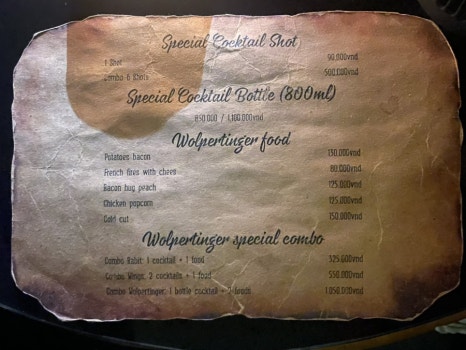 Special Cocktail Shot
1 Shot 90.000vnd
Combo 6 Shots 500.000vnd
Special Cocktail Bottle (800ml)
850.000 / 1.100.000vnd
Wolpertinger food
Potatoes bacon 130.000vnd
French fires with chees 80.000vnd
Bacon hug peach 125.000vnd
Chicken popcorn 125.000vnd
Cold cut 150.000vnd
Wolpertinger special combo
Combo Rabit: 1 cocktail + 1 food 325.000vnd
Combo Wings: 2 cocktails + 1 food 550.000vnd
Combo Wolpertinger: 1 bottle cocktail + 2 foods 1.050.000vnd